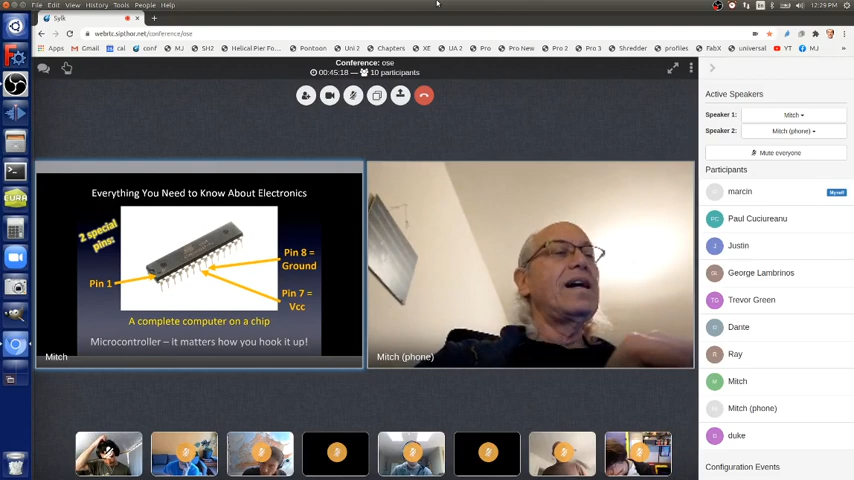 File Edit View History Bookmarks Tools People Help
12:29 PM
Sylk
webrtc.sipthor.net/conference/ose
Apps Gmail cal conf MJ SH2 Helical Pier Fo... Pontoon Uni 2 Chapters XE UA 2 Pro Pro New Pro 2 Pro 3 Shredder profiles FabX universal YT MJ
Conference: ose
00:45:18 — 10 participants
Everything You Need to Know About Electronics
2 special
pins:
Pin 8 =
Ground
Pin 1
Pin 7 =
Vcc
A complete computer on a chip
Microcontroller – it matters how you hook it up!
Mitch
Mitch (phone)
Active Speakers
Speaker 1: Mitch
Speaker 2: Mitch (phone)
Mute everyone
Participants
marcin Myself
PC Paul Cuciureanu
J Justin
GL George Lambrinos
TG Trevor Green
D Dante
R Ray
M Mitch
Mitch (phone)
D duke
Configuration Events